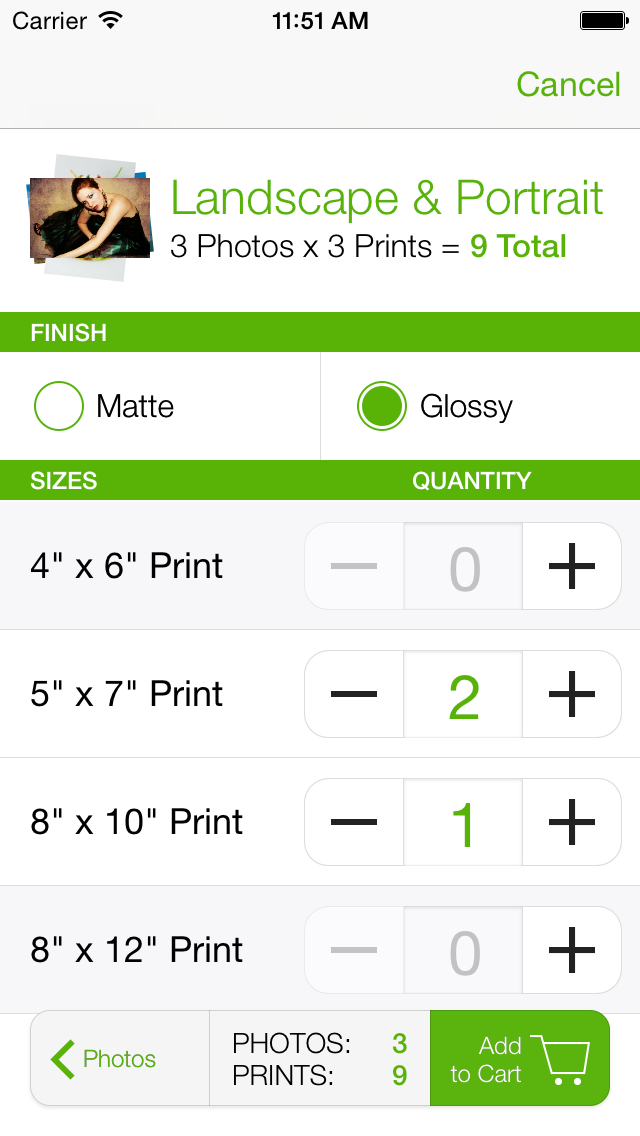 Carrier 11:51 AM
Cancel
Landscape & Portrait
3 Photos x 3 Prints = 9 Total
FINISH
Matte Glossy
SIZES QUANTITY
4" x 6" Print — 0 +
5" x 7" Print — 2 +
8" x 10" Print — 1 +
8" x 12" Print — 0 +
Photos
PHOTOS: 3
PRINTS: 9
Add
to Cart